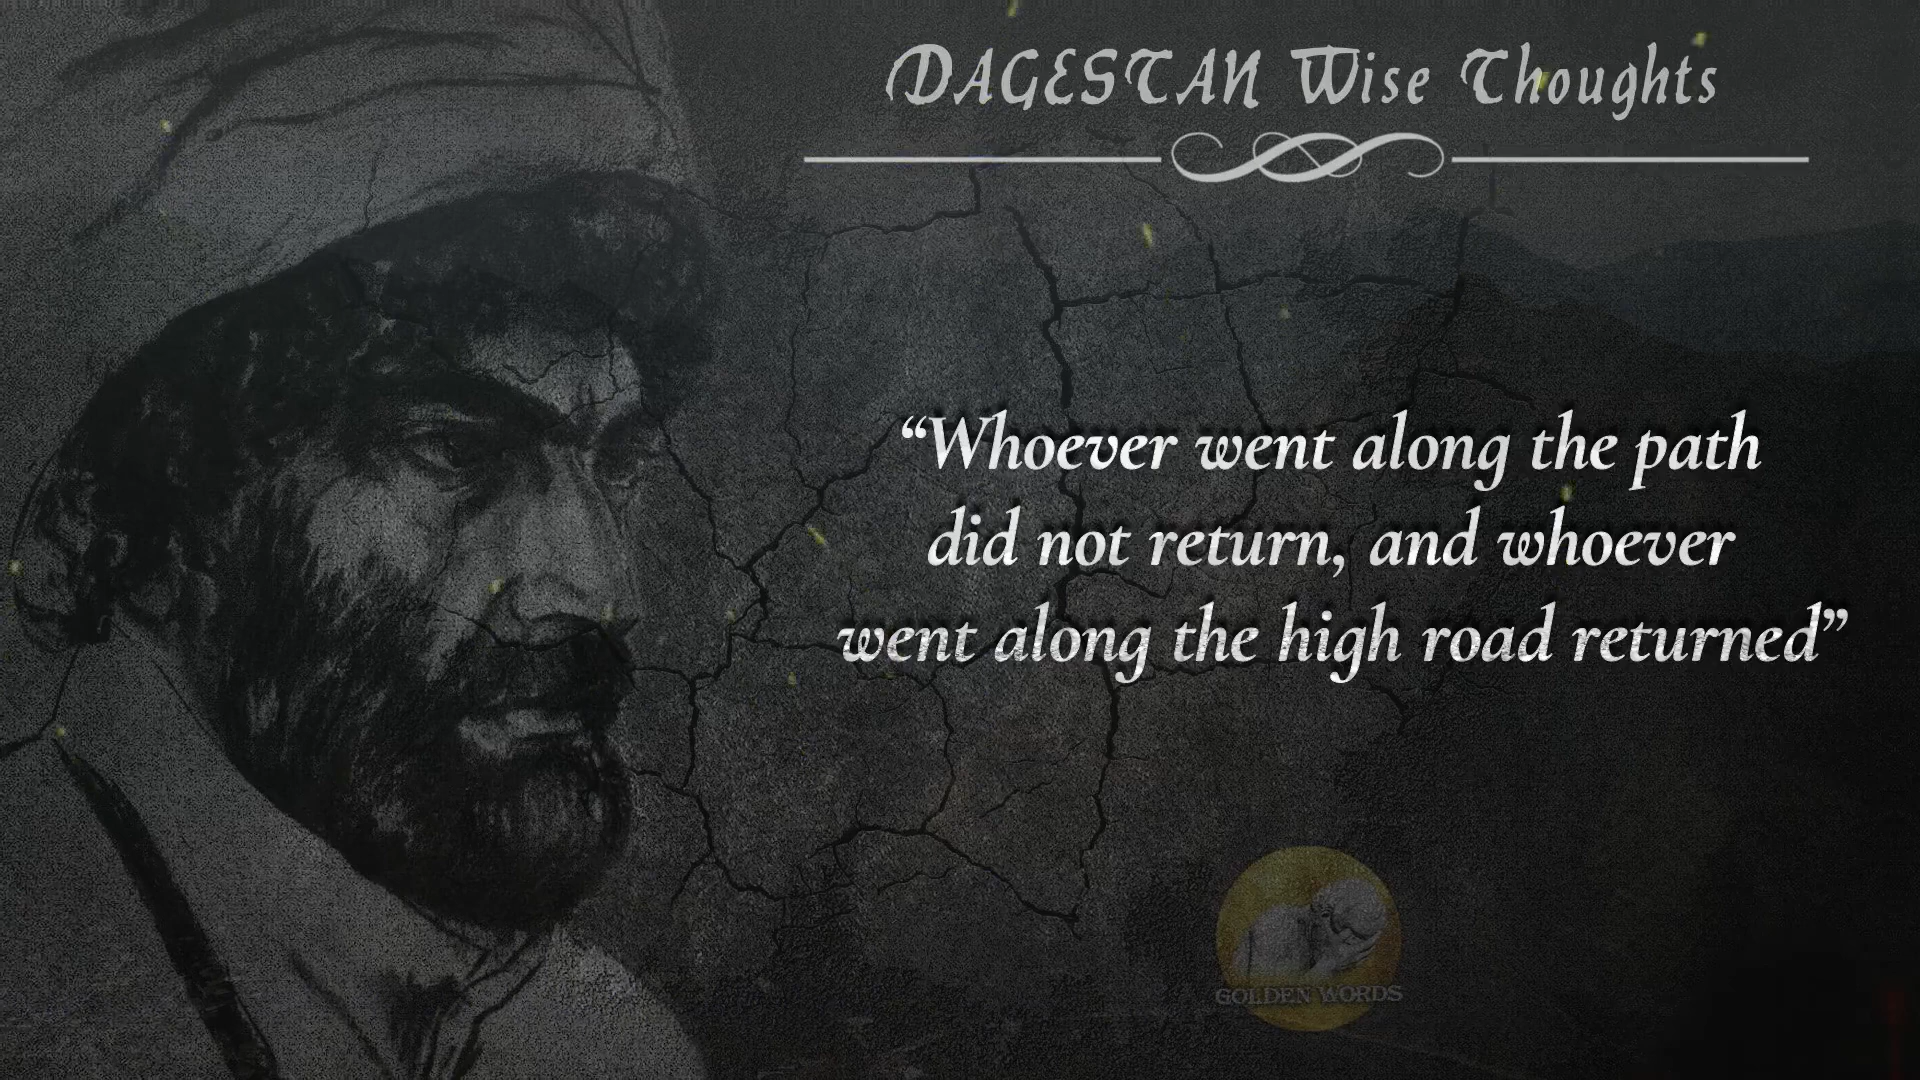 DAGESTAN Wise Thoughts
“Whoever went along the path
did not return, and whoever
went along the high road returned”
GOLDEN WORDS